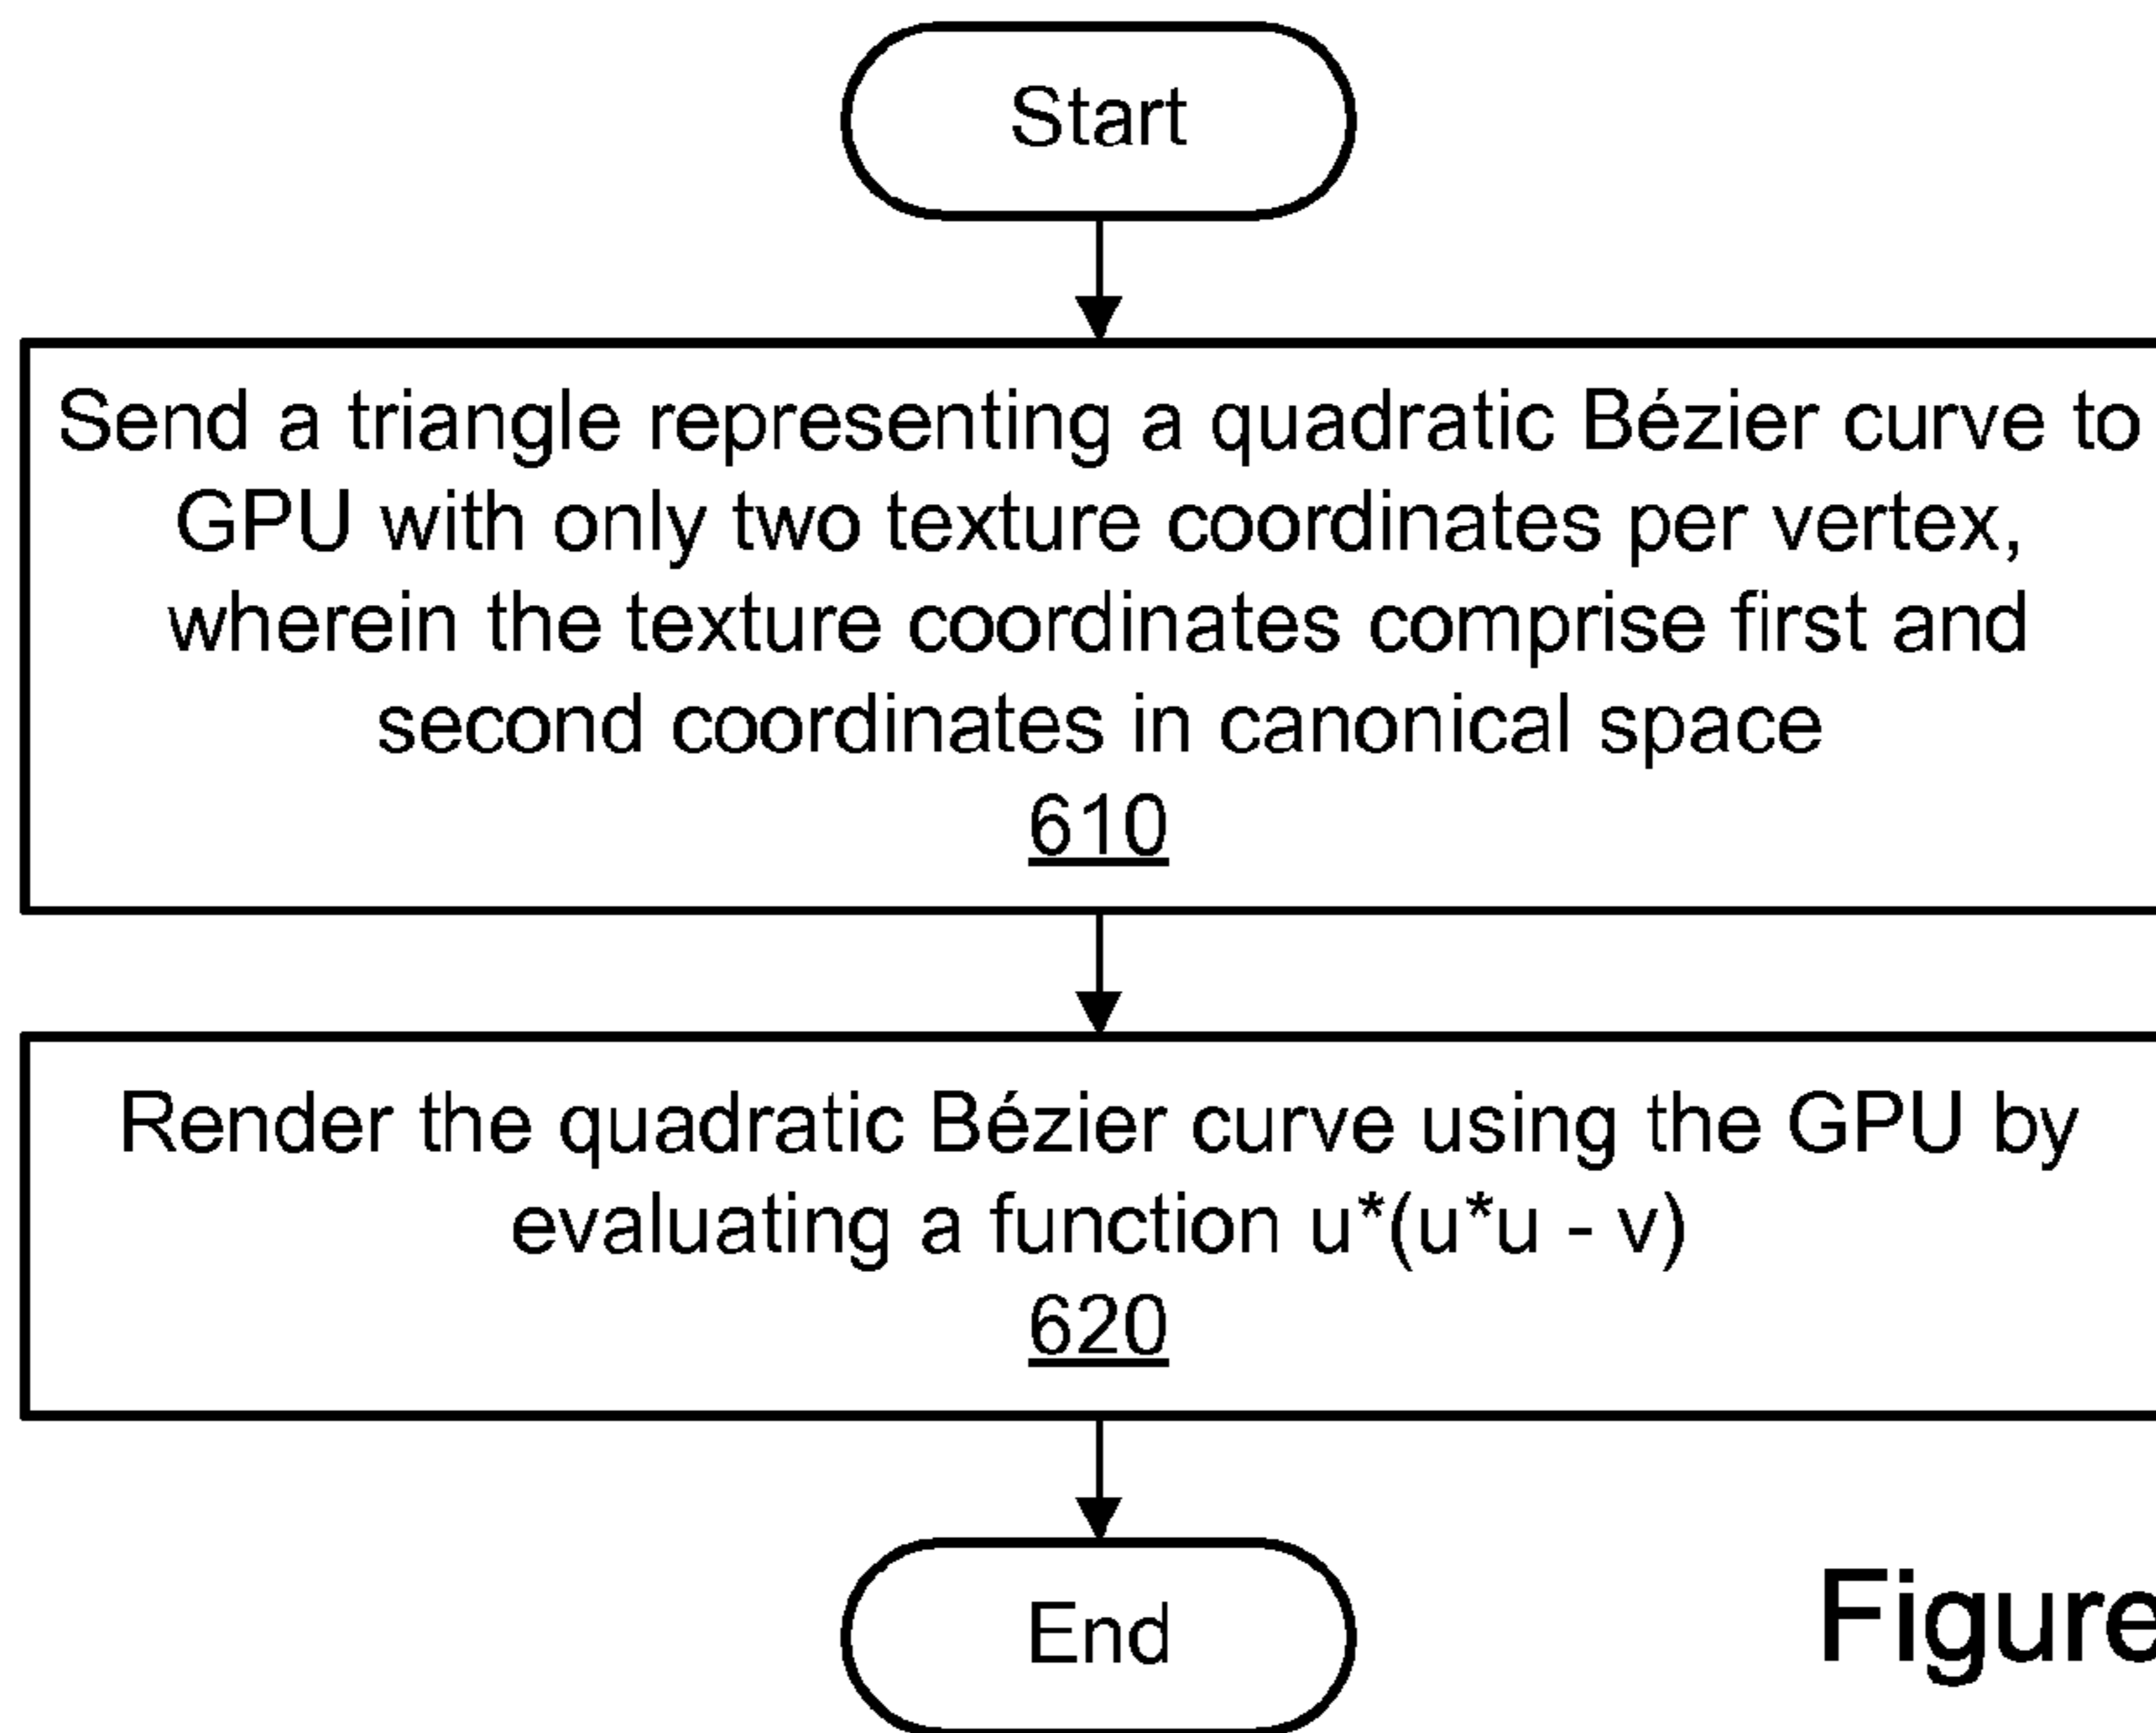 Start
Send a triangle representing a quadratic Bézier curve to
GPU with only two texture coordinates per vertex,
wherein the texture coordinates comprise first and
second coordinates in canonical space
610
Render the quadratic Bézier curve using the GPU by
evaluating a function u*(u*u - v)
620
End
Figure